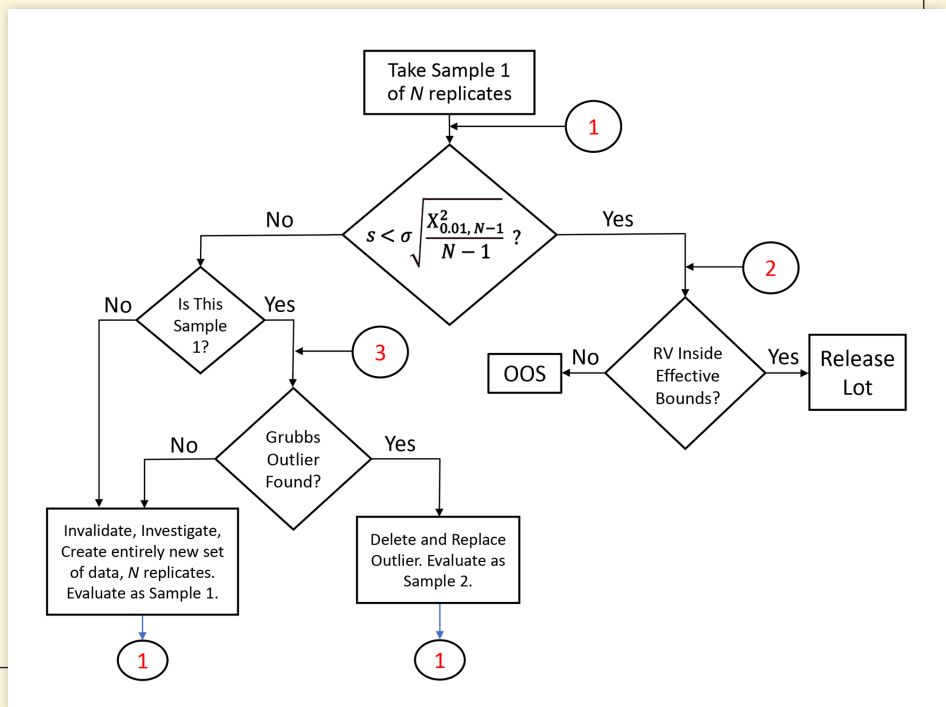 Take Sample 1
of N replicates
1
No
s < σ √(X²0.01, N−1 / N − 1) ?
Yes
2
No
Is This
Sample
1?
Yes
3
OOS
No
RV Inside
Effective
Bounds?
Yes
Release
Lot
No
Grubbs
Outlier
Found?
Yes
Invalidate, Investigate,
Create entirely new set
of data, N replicates.
Evaluate as Sample 1.
Delete and Replace
Outlier. Evaluate as
Sample 2.
1
1